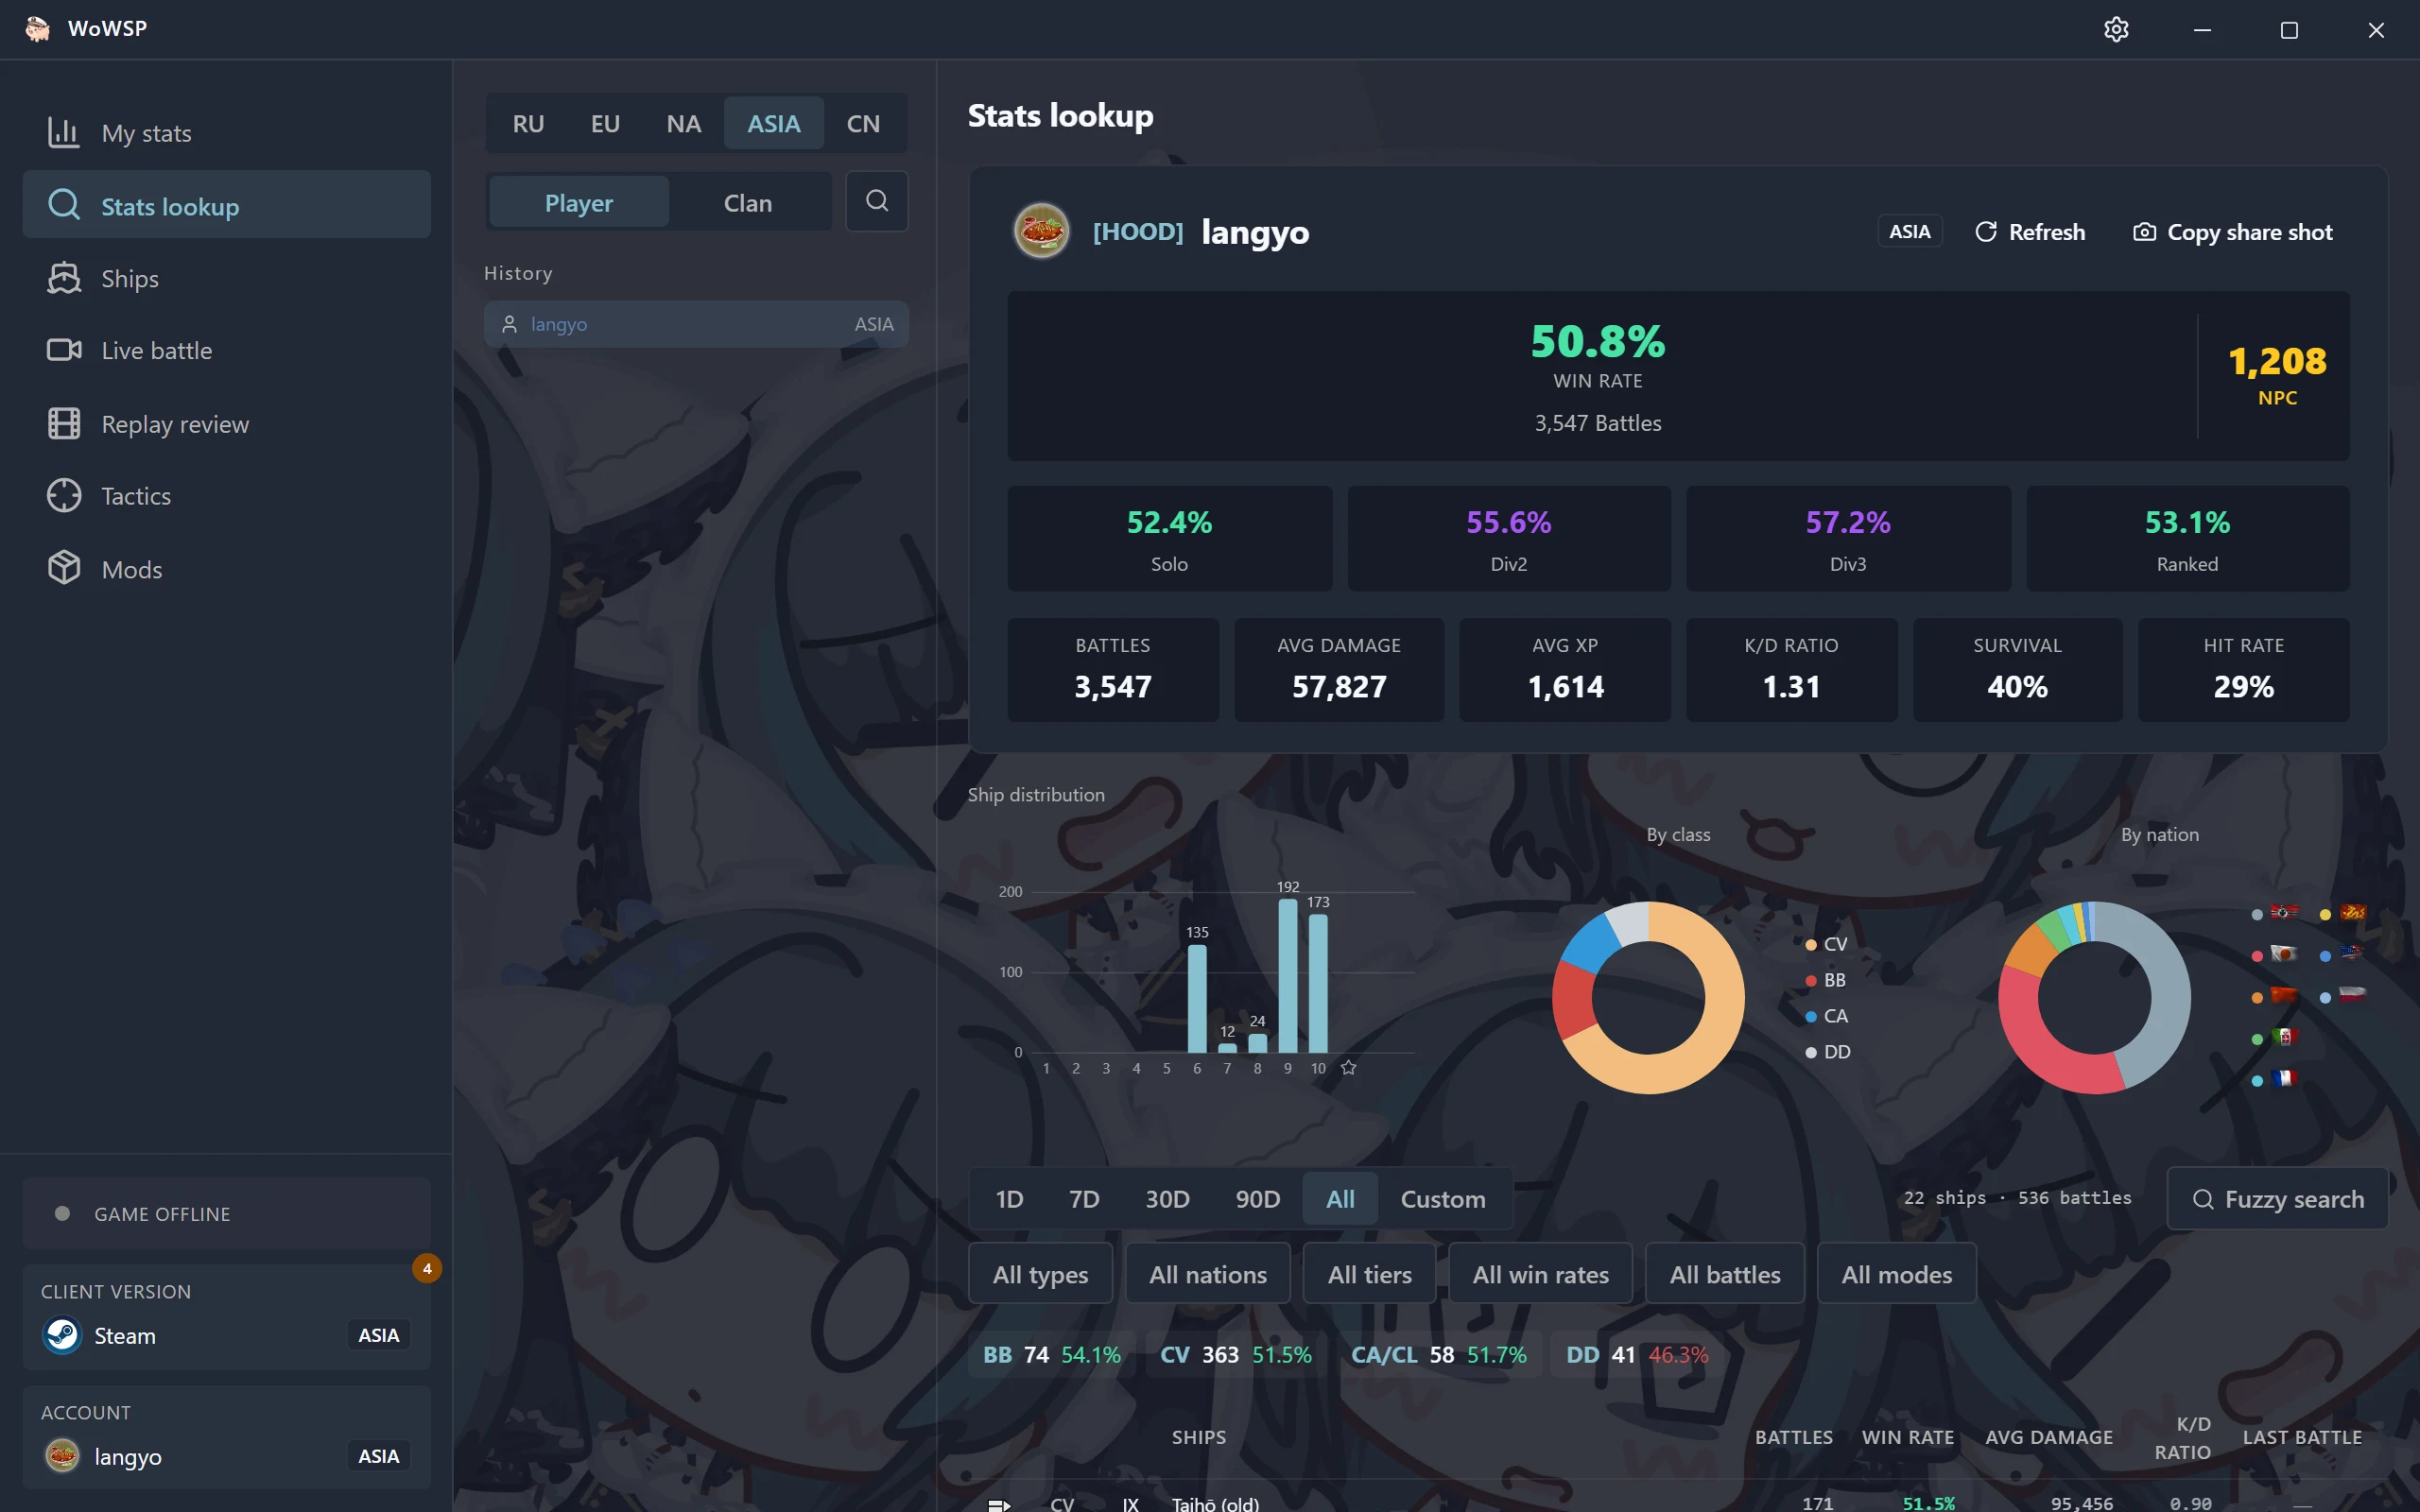 WoWSP
My stats
Stats lookup
Ships
Live battle
Replay review
Tactics
Mods
GAME OFFLINE
4
CLIENT VERSION
Steam ASIA
ACCOUNT
langyo ASIA
RU EU NA ASIA CN
Player Clan
History
langyo ASIA
Stats lookup
[HOOD] langyo ASIA Refresh Copy share shot
50.8%
WIN RATE
3,547 Battles
1,208
NPC
52.4% 55.6% 57.2% 53.1%
Solo Div2 Div3 Ranked
BATTLES AVG DAMAGE AVG XP K/D RATIO SURVIVAL HIT RATE
3,547 57,827 1,614 1.31 40% 29%
Ship distribution
200
100
0
135
12
24
192
173
1 2 3 4 5 6 7 8 9 10
By class
CV
BB
CA
DD
By nation
1D 7D 30D 90D All Custom
22 ships · 536 battles
Fuzzy search
All types All nations All tiers All win rates All battles All modes
BB 74 54.1% CV 363 51.5% CA/CL 58 51.7% DD 41 46.3%
SHIPS BATTLES WIN RATE AVG DAMAGE K/D RATIO LAST BATTLE
CV IX Taihō (old) 171 51.5% 95,456 0.90 —